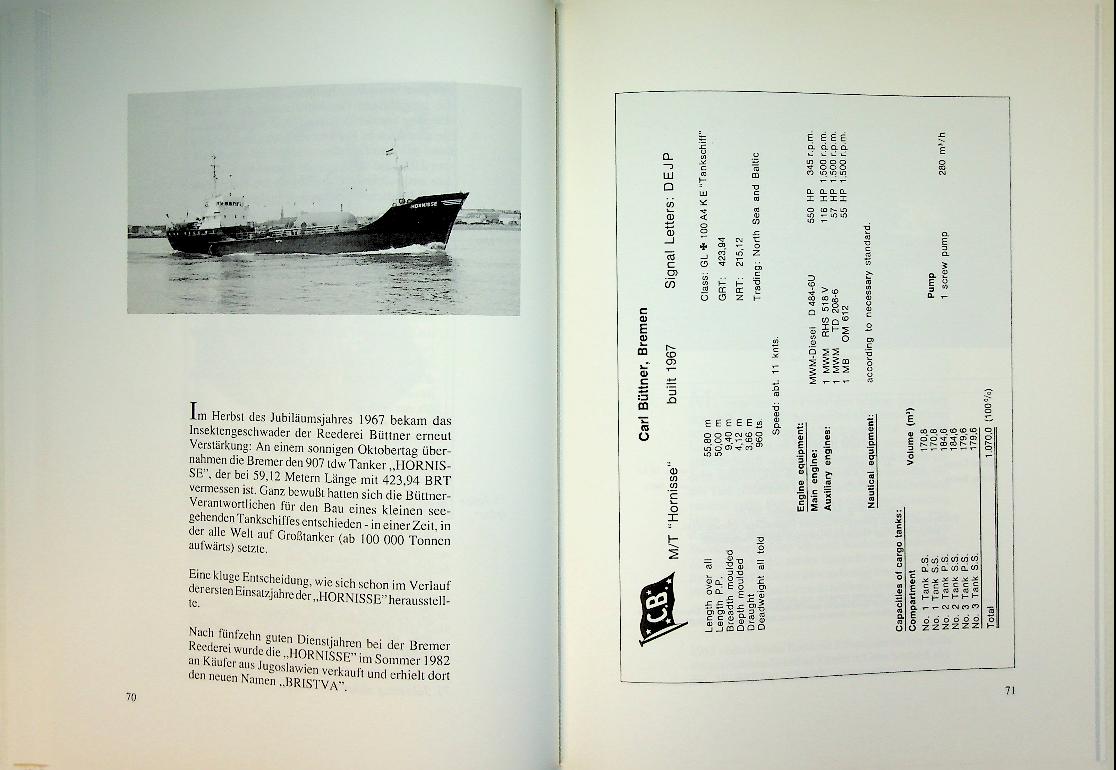 HORNISSE
Im Herbst des Jubiläumsjahres 1967 bekam das
Insektengeschwader der Reederei Büttner erneut
Verstärkung: An einem sonnigen Oktobertag über-
nahmen die Bremer den 907 tdw Tanker „HORNIS-
SE”, der bei 59,12 Metern Länge mit 423,94 BRT
vermessen ist. Ganz bewußt hatten sich die Büttner-
Verantwortlichen für den Bau eines kleinen see-
gehenden Tankschiffes entschieden - in einer Zeit, in
der alle Welt auf Großtanker (ab 100 000 Tonnen
aufwärts) setzte.
Eine kluge Entscheidung, wie sich schon im Verlauf
der ersten Einsatzjahre der „HORNISSE” herausstell-
te.
Nach fünfzehn guten Dienstjahren bei der Bremer
Reederei wurde die „HORNISSE” im Sommer 1982
an Käufer aus Jugoslawien verkauft und erhielt dort
den neuen Namen „BRISTVA”.
70
C.B.
Carl Büttner, Bremen
M/T “Hornisse” built 1967 Signal Letters: DEJP
Length over all 55,80 m Class: GL ✠ 100 A4 K E “Tankschiff”
Length P.P. 50,00 m GRT: 423,94
Breadth moulded 9,40 m
Depth moulded 4,12 m NRT: 215,12
Draught 3,66 m
Deadweight all told 960 ts. Trading: North Sea and Baltic
Speed: abt. 11 knts.
Engine equipment:
Main engine: MWM-Diesel D 484-6U 550 HP 345 r.p.m.
Auxiliary engines: 1 MWM RHS 518 V 116 HP 1.500 r.p.m.
1 MWM TD 208-6 57 HP 1.500 r.p.m.
1 MB OM 612 55 HP 1.500 r.p.m.
Nautical equipment: according to necessary standard.
Capacities of cargo tanks:
Compartment Volume (m³) Pump
No. 1 Tank P.S. 170,8 1 screw pump 280 m³/h
No. 1 Tank S.S. 170,8
No. 2 Tank P.S. 184,6
No. 2 Tank S.S. 184,6
No. 3 Tank P.S. 179,6
No. 3 Tank S.S. 179,6
Total 1.070,0 (100 %)
71